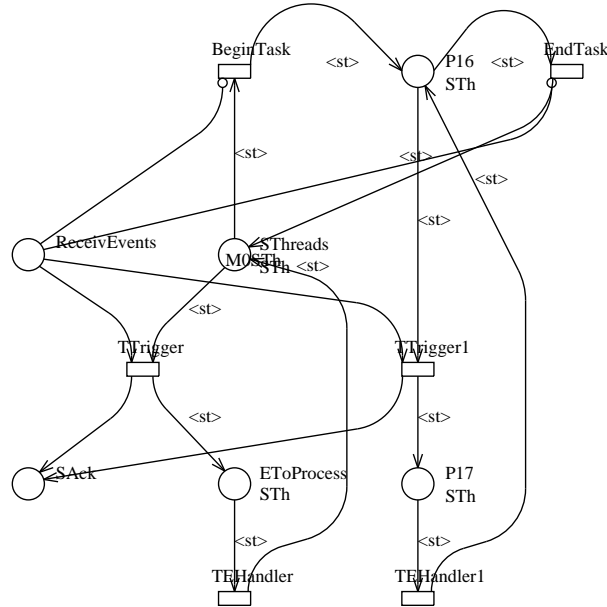 BeginTask
EndTask
<st>
P16
<st>
STh
<st>
<st>
<st>
<st>
ReceivEvents
SThreads
M0STh
STh
<st>
<st>
TTrigger
TTrigger1
<st>
<st>
SAck
EToProcess
P17
STh
STh
<st>
<st>
TEHandler
TEHandler1